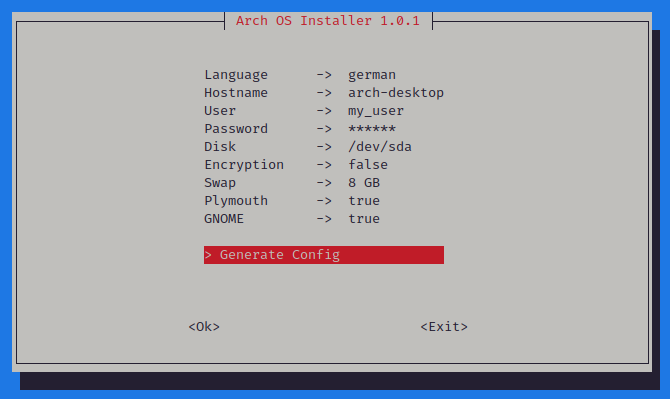 Arch OS Installer 1.0.1
Language -> german
Hostname -> arch-desktop
User -> my_user
Password -> ******
Disk -> /dev/sda
Encryption -> false
Swap -> 8 GB
Plymouth -> true
GNOME -> true
> Generate Config
<Ok> <Exit>